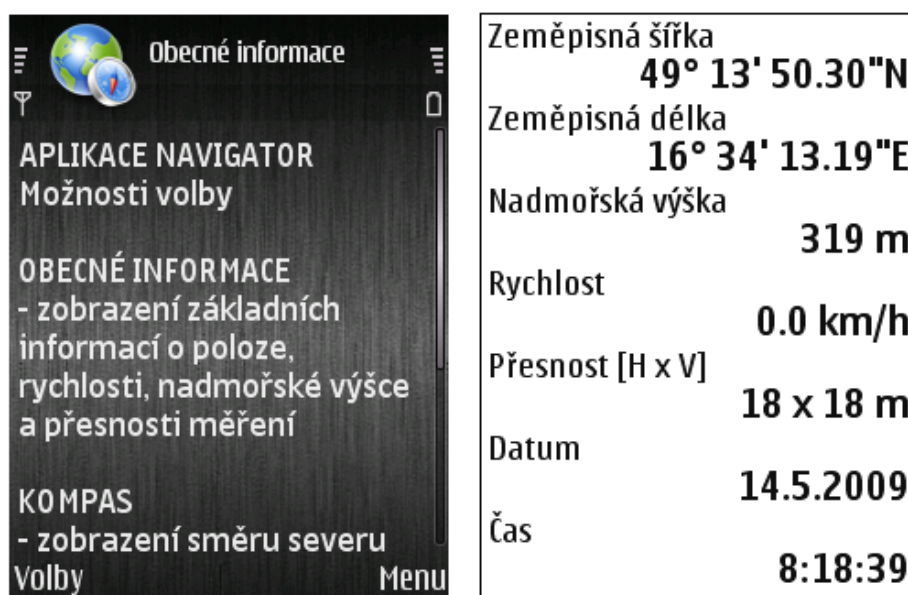 Obecné informace
APLIKACE NAVIGATOR
Možnosti volby
OBECNÉ INFORMACE
- zobrazení základních
informací o poloze,
rychlosti, nadmořské výšce
a přesnosti měření
KOMPAS
- zobrazení směru severu
Volby
Menu
Zeměpisná šířka
49° 13' 50.30"N
Zeměpisná délka
16° 34' 13.19"E
Nadmořská výška
319 m
Rychlost
0.0 km/h
Přesnost [H x V]
18 x 18 m
Datum
14.5.2009
Čas
8:18:39